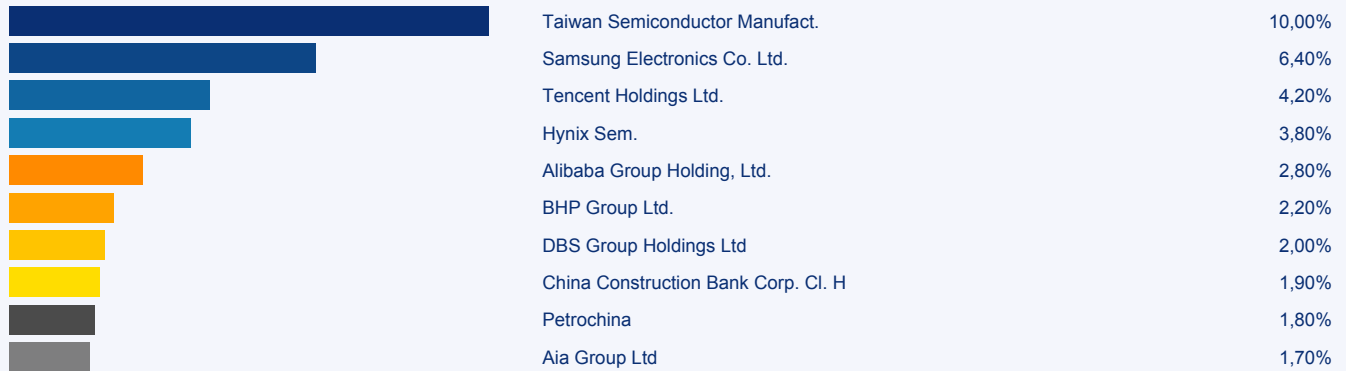 Taiwan Semiconductor Manufact. 10,00%
Samsung Electronics Co. Ltd. 6,40%
Tencent Holdings Ltd. 4,20%
Hynix Sem. 3,80%
Alibaba Group Holding, Ltd. 2,80%
BHP Group Ltd. 2,20%
DBS Group Holdings Ltd 2,00%
China Construction Bank Corp. Cl. H 1,90%
Petrochina 1,80%
Aia Group Ltd 1,70%